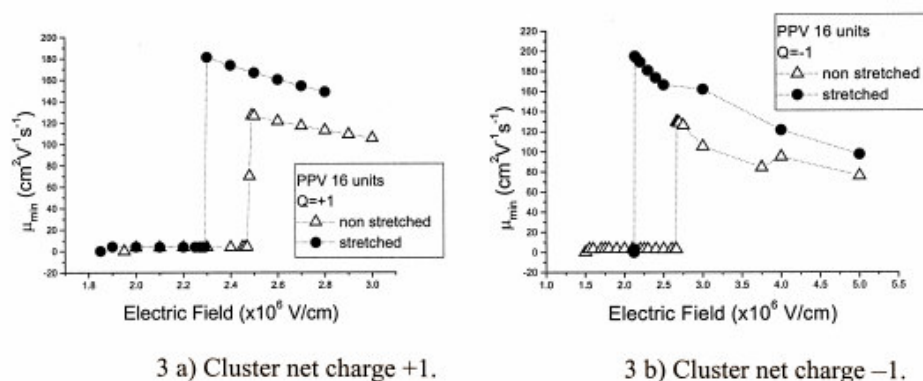 200
180
160
140
120
100
80
60
40
20
0
-20
μmin (cm²V⁻¹s⁻¹)
PPV 16 units
Q=+1
non stretched
stretched
1.8 2.0 2.2 2.4 2.6 2.8 3.0
Electric Field (x10⁶ V/cm)
3 a) Cluster net charge +1.
200
180
160
140
120
100
80
60
40
20
0
-20
μmin (cm²V⁻¹s⁻¹)
PPV 16 units
Q=-1
non stretched
stretched
1.0 1.5 2.0 2.5 3.0 3.5 4.0 4.5 5.0 5.5
Electric Field (x10⁶ V/cm)
3 b) Cluster net charge –1.